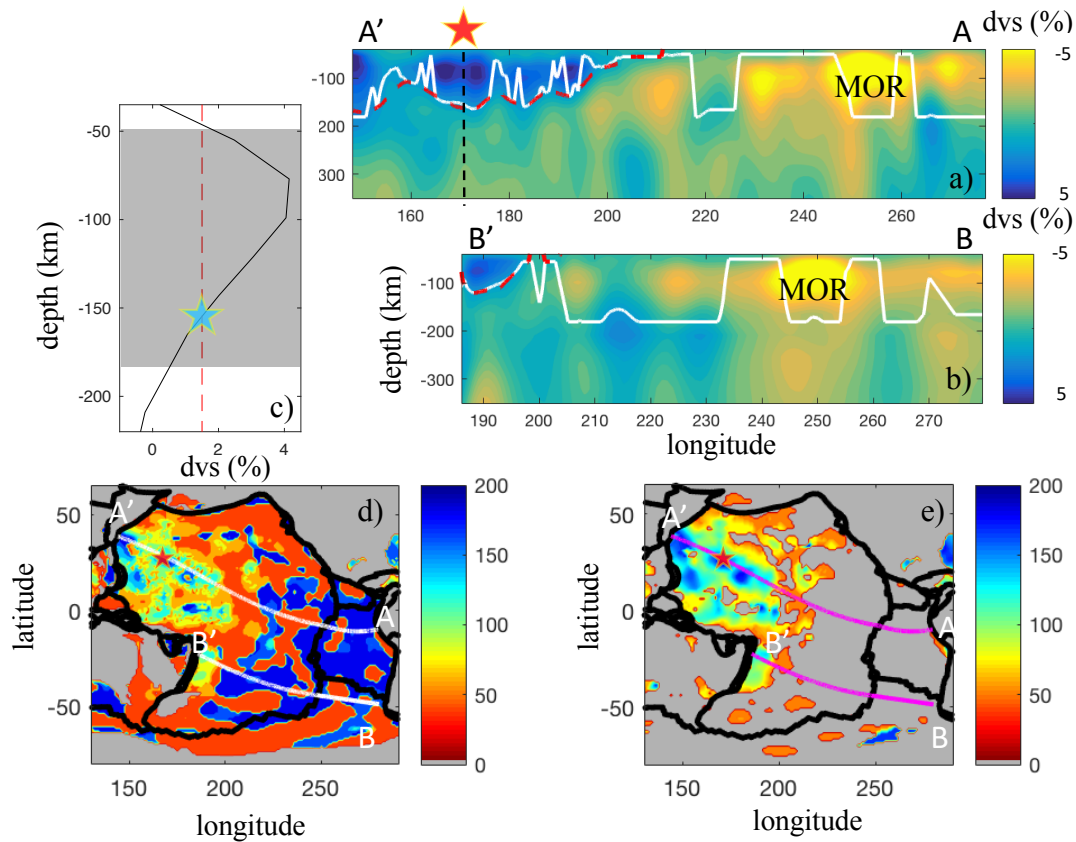 A' A dvs (%)
-5
-100
200
300
MOR
a)
5
160 180 200 220 240 260
dvs (%)
-50
-100
-150
-200
depth (km)
c)
0 2 4
dvs (%)
B' B
-5
-100
-200
-300
depth (km)
MOR
b)
5
190 200 210 220 230 240 250 260 270
longitude
50
0
-50
latitude
A'
d)
B'
A
B
150 200 250
longitude
200
150
100
50
0
50
0
-50
latitude
A'
e)
B'
A
B
150 200 250
longitude
200
150
100
50
0